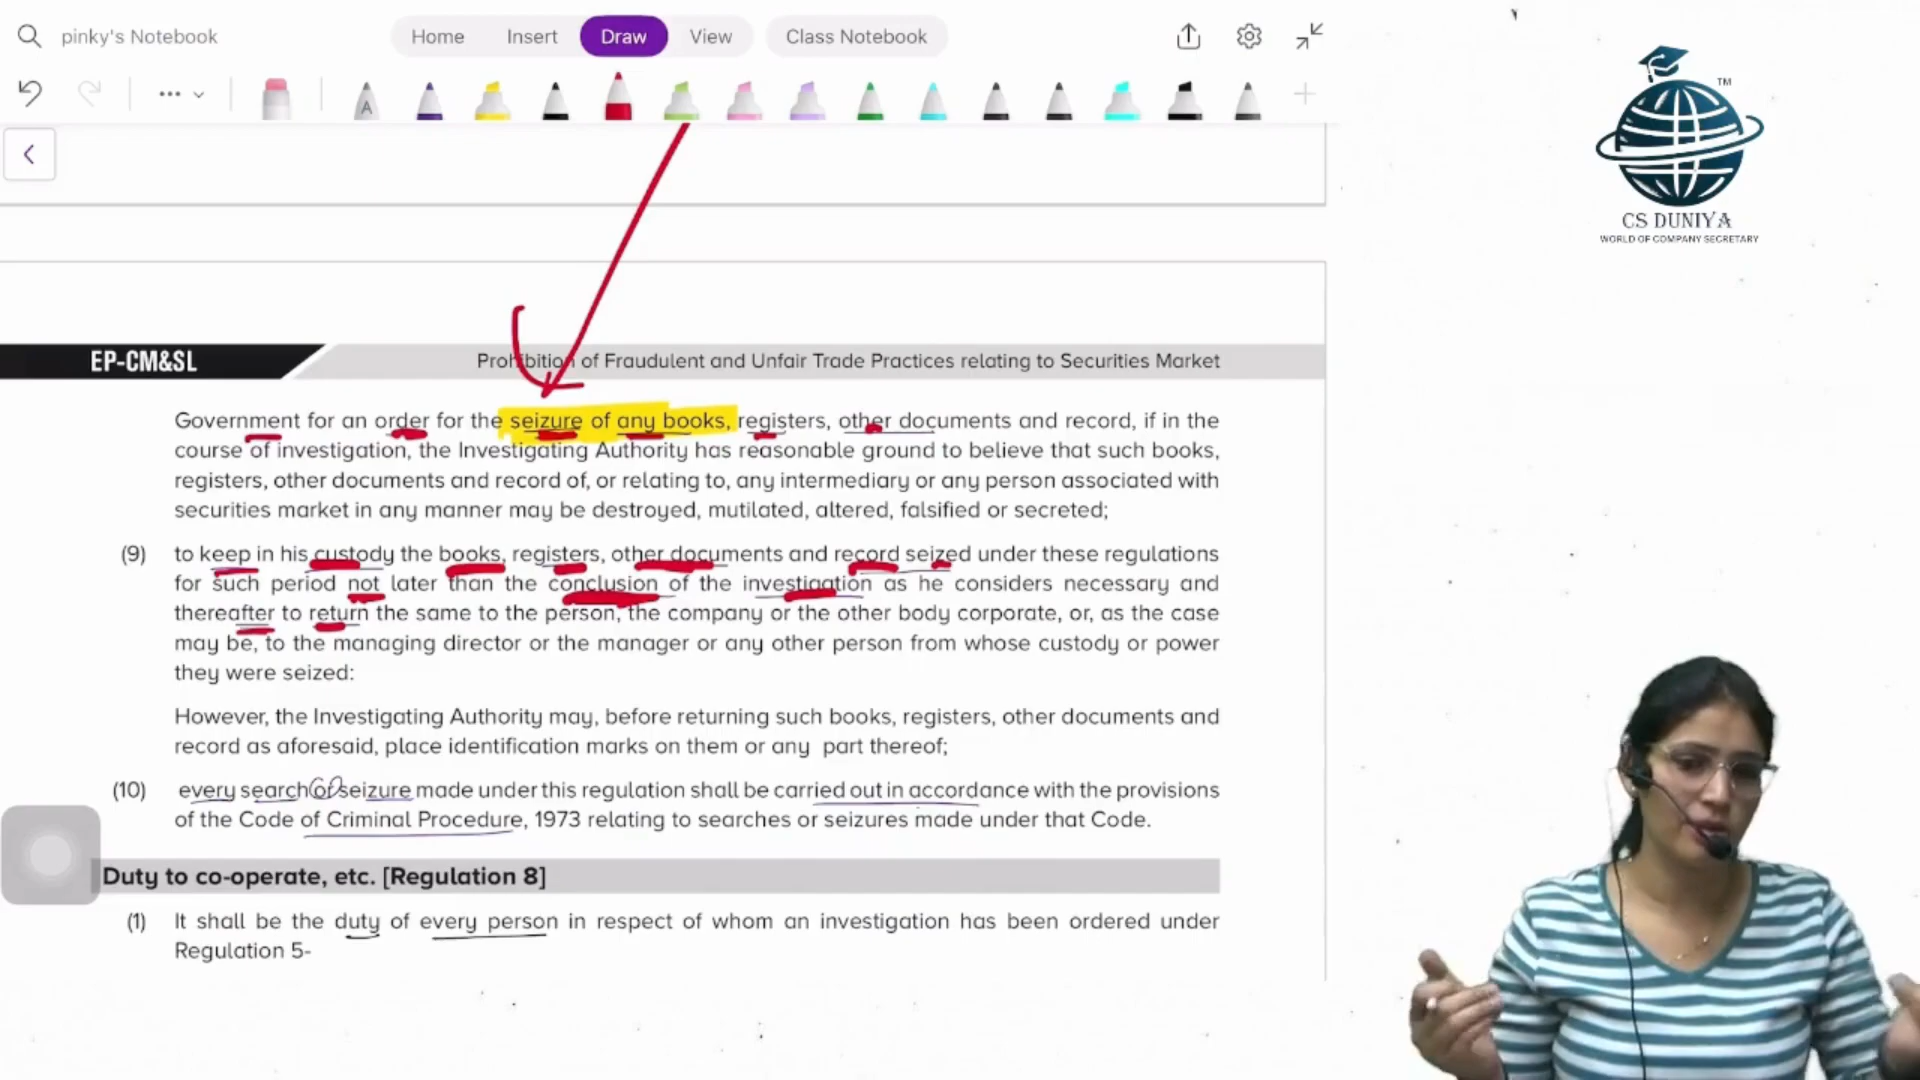 pinky's Notebook
Home Insert Draw View Class Notebook
A
TM
CS DUNIYA
WORLD OF COMPANY SECRETARY
EP-CM&SL
Prohibition of Fraudulent and Unfair Trade Practices relating to Securities Market
Government for an order for the seizure of any books, registers, other documents and record, if in the
course of investigation, the Investigating Authority has reasonable ground to believe that such books,
registers, other documents and record of, or relating to, any intermediary or any person associated with
securities market in any manner may be destroyed, mutilated, altered, falsified or secreted;
(9) to keep in his custody the books, registers, other documents and record seized under these regulations
for such period not later than the conclusion of the investigation as he considers necessary and
thereafter to return the same to the person, the company or the other body corporate, or, as the case
may be, to the managing director or the manager or any other person from whose custody or power
they were seized:
However, the Investigating Authority may, before returning such books, registers, other documents and
record as aforesaid, place identification marks on them or any part thereof;
(10) every search or seizure made under this regulation shall be carried out in accordance with the provisions
of the Code of Criminal Procedure, 1973 relating to searches or seizures made under that Code.
Duty to co-operate, etc. [Regulation 8]
(1) It shall be the duty of every person in respect of whom an investigation has been ordered under
Regulation 5-